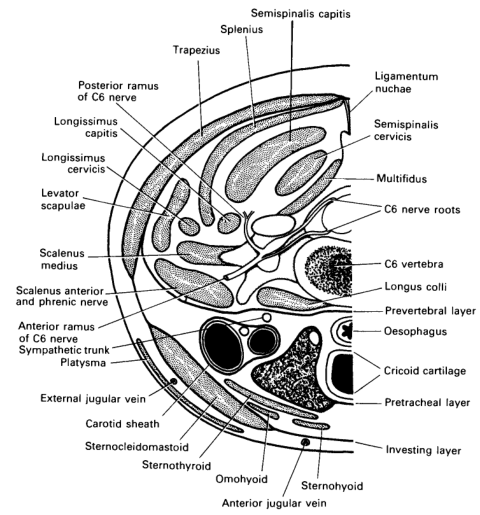 Semispinalis capitis
Splenius
Trapezius
Posterior ramus
of C6 nerve
Longissimus
capitis
Longissimus
cervicis
Levator
scapulae
Scalenus
medius
Scalenus anterior
and phrenic nerve
Anterior ramus
of C6 nerve
Sympathetic trunk
Platysma
External jugular vein
Carotid sheath
Sternocleidomastoid
Sternothyroid
Omohyoid
Anterior jugular vein
Sternohyoid
Ligamentum
nuchae
Semispinalis
cervicis
Multifidus
C6 nerve roots
C6 vertebra
Longus colli
Prevertebral layer
Oesophagus
Cricoid cartilage
Pretracheal layer
Investing layer